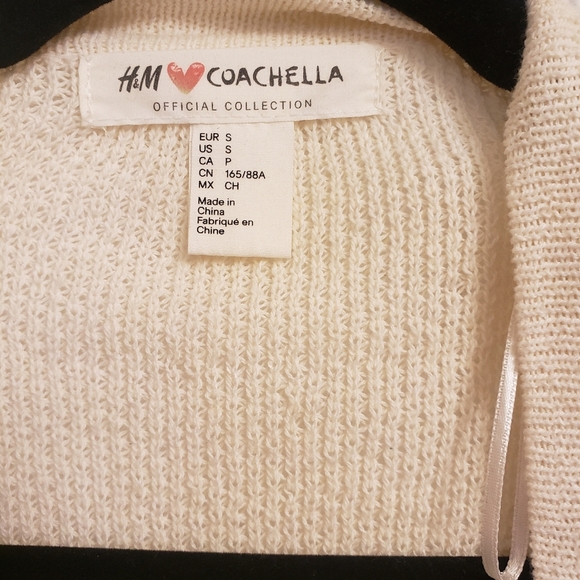 H&M COACHELLA
OFFICIAL COLLECTION
EUR S
US S
CA P
CN 165/88A
MX CH
Made in
China
Fabriqué en
Chine